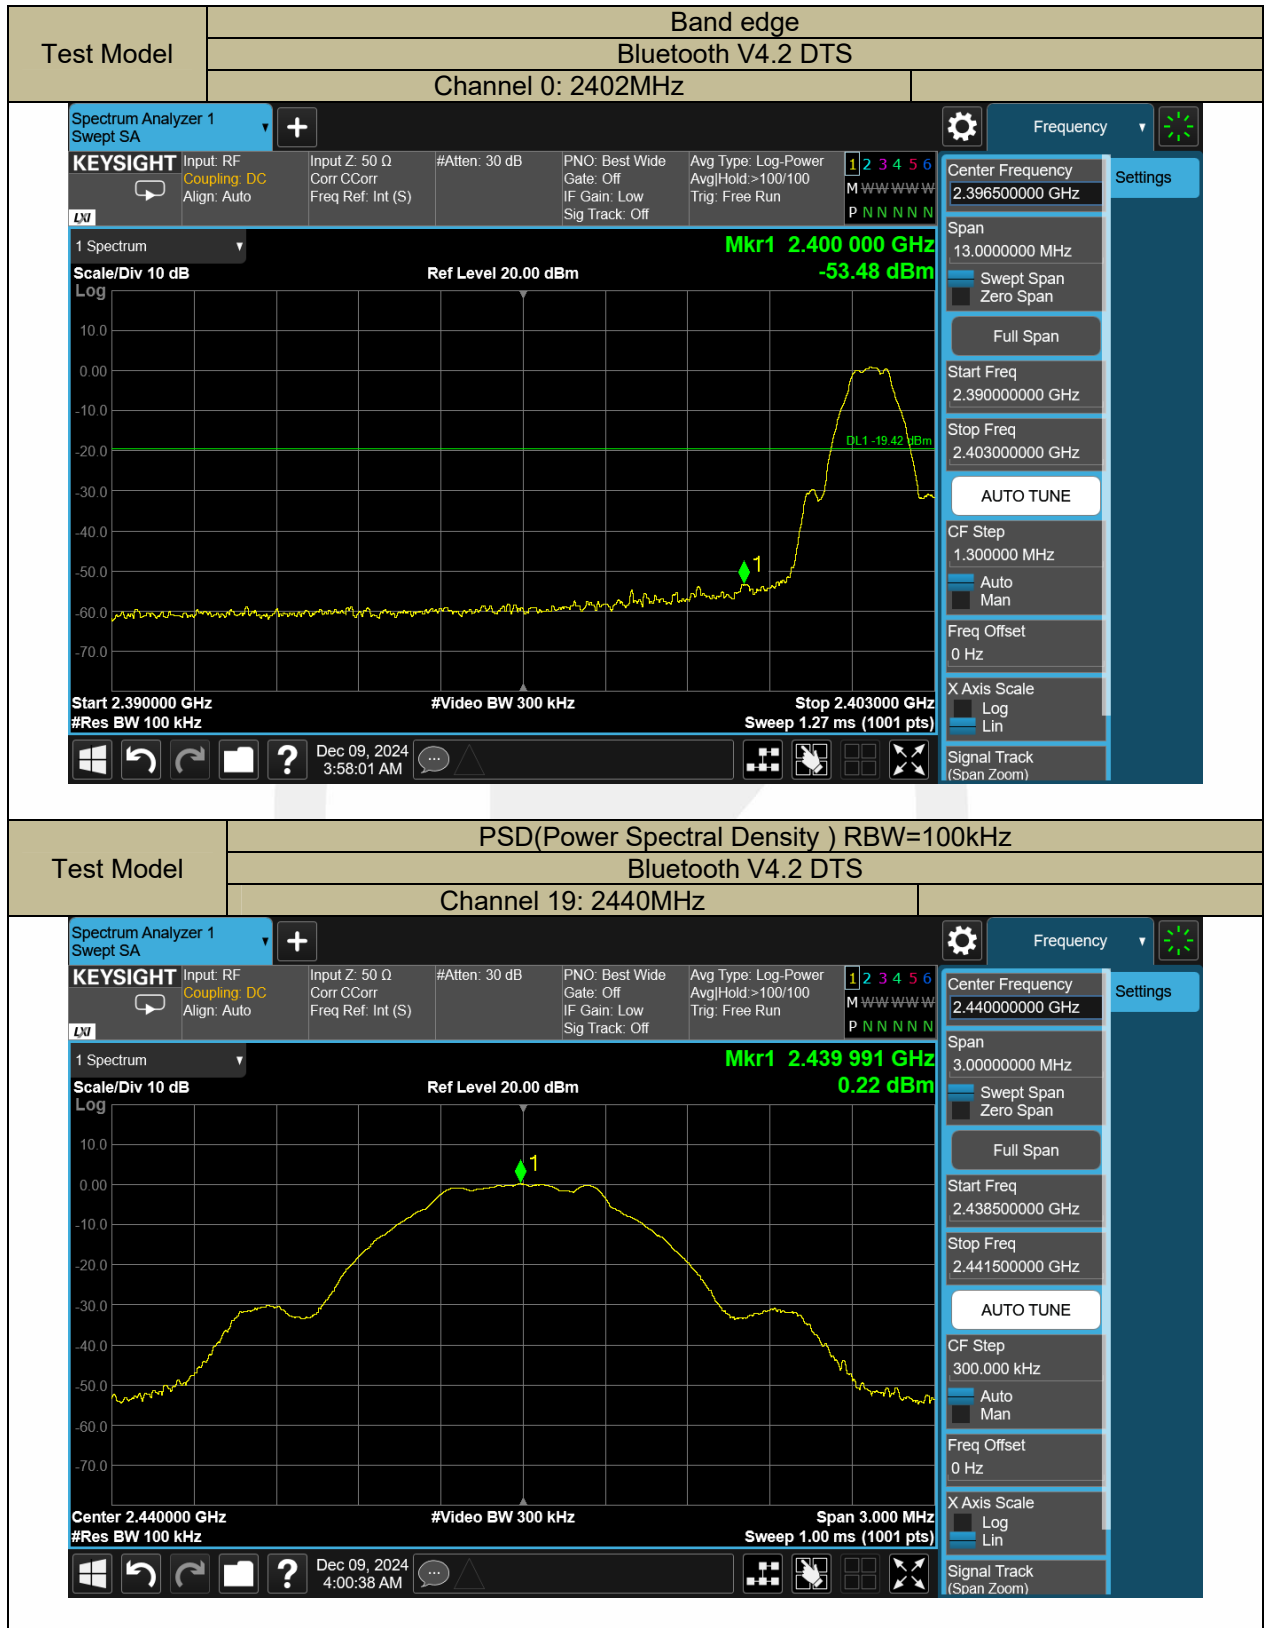 Test Model
Band edge
Bluetooth V4.2 DTS
Channel 0: 2402MHz
Spectrum Analyzer 1
Swept SA
Frequency
KEYSIGHT
LXI
Input: RF
Coupling: DC
Align: Auto
Input Z: 50 Ω
Corr CCorr
Freq Ref: Int (S)
#Atten: 30 dB
PNO: Best Wide
Gate: Off
IF Gain: Low
Sig Track: Off
Avg Type: Log-Power
Avg|Hold:>100/100
Trig: Free Run
1 2 3 4 5 6
M W W W W W
P N N N N N
1 Spectrum
Mkr1 2.400 000 GHz
-53.48 dBm
Scale/Div 10 dB
Ref Level 20.00 dBm
Log
10.0
0.00
-10.0
-20.0
-30.0
-40.0
-50.0
-60.0
-70.0
DL1 -19.42 dBm
1
Start 2.390000 GHz
#Video BW 300 kHz
Stop 2.403000 GHz
#Res BW 100 kHz
Sweep 1.27 ms (1001 pts)
?
Dec 09, 2024
3:58:01 AM
Center Frequency
2.396500000 GHz
Settings
Span
13.0000000 MHz
Swept Span
Zero Span
Full Span
Start Freq
2.390000000 GHz
Stop Freq
2.403000000 GHz
AUTO TUNE
CF Step
1.300000 MHz
Auto
Man
Freq Offset
0 Hz
X Axis Scale
Log
Lin
Signal Track
(Span Zoom)
Test Model
PSD(Power Spectral Density ) RBW=100kHz
Bluetooth V4.2 DTS
Channel 19: 2440MHz
Spectrum Analyzer 1
Swept SA
Frequency
KEYSIGHT
LXI
Input: RF
Coupling: DC
Align: Auto
Input Z: 50 Ω
Corr CCorr
Freq Ref: Int (S)
#Atten: 30 dB
PNO: Best Wide
Gate: Off
IF Gain: Low
Sig Track: Off
Avg Type: Log-Power
Avg|Hold:>100/100
Trig: Free Run
1 2 3 4 5 6
M W W W W W
P N N N N N
1 Spectrum
Mkr1 2.439 991 GHz
0.22 dBm
Scale/Div 10 dB
Ref Level 20.00 dBm
Log
10.0
0.00
-10.0
-20.0
-30.0
-40.0
-50.0
-60.0
-70.0
1
Center 2.440000 GHz
#Video BW 300 kHz
Span 3.000 MHz
#Res BW 100 kHz
Sweep 1.00 ms (1001 pts)
?
Dec 09, 2024
4:00:38 AM
Center Frequency
2.440000000 GHz
Settings
Span
3.00000000 MHz
Swept Span
Zero Span
Full Span
Start Freq
2.438500000 GHz
Stop Freq
2.441500000 GHz
AUTO TUNE
CF Step
300.000 kHz
Auto
Man
Freq Offset
0 Hz
X Axis Scale
Log
Lin
Signal Track
(Span Zoom)